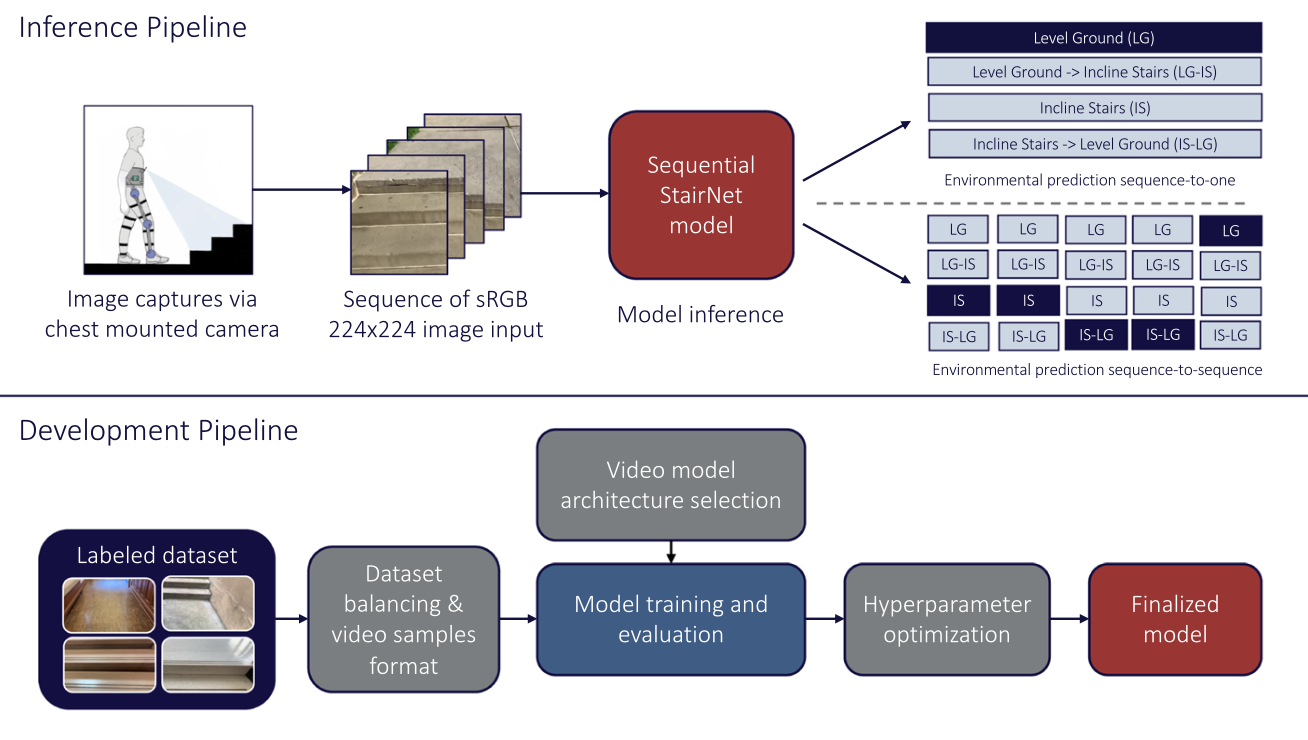 Inference Pipeline
Image captures via
chest mounted camera
Sequence of sRGB
224x224 image input
Sequential
StairNet
model
Model inference
Level Ground (LG)
Level Ground -> Incline Stairs (LG-IS)
Incline Stairs (IS)
Incline Stairs -> Level Ground (IS-LG)
Environmental prediction sequence-to-one
LG LG LG LG LG
LG-IS LG-IS LG-IS LG-IS LG-IS
IS IS IS IS IS
IS-LG IS-LG IS-LG IS-LG IS-LG
Environmental prediction sequence-to-sequence
Development Pipeline
Labeled dataset
Dataset
balancing &
video samples
format
Video model
architecture selection
Model training and
evaluation
Hyperparameter
optimization
Finalized
model